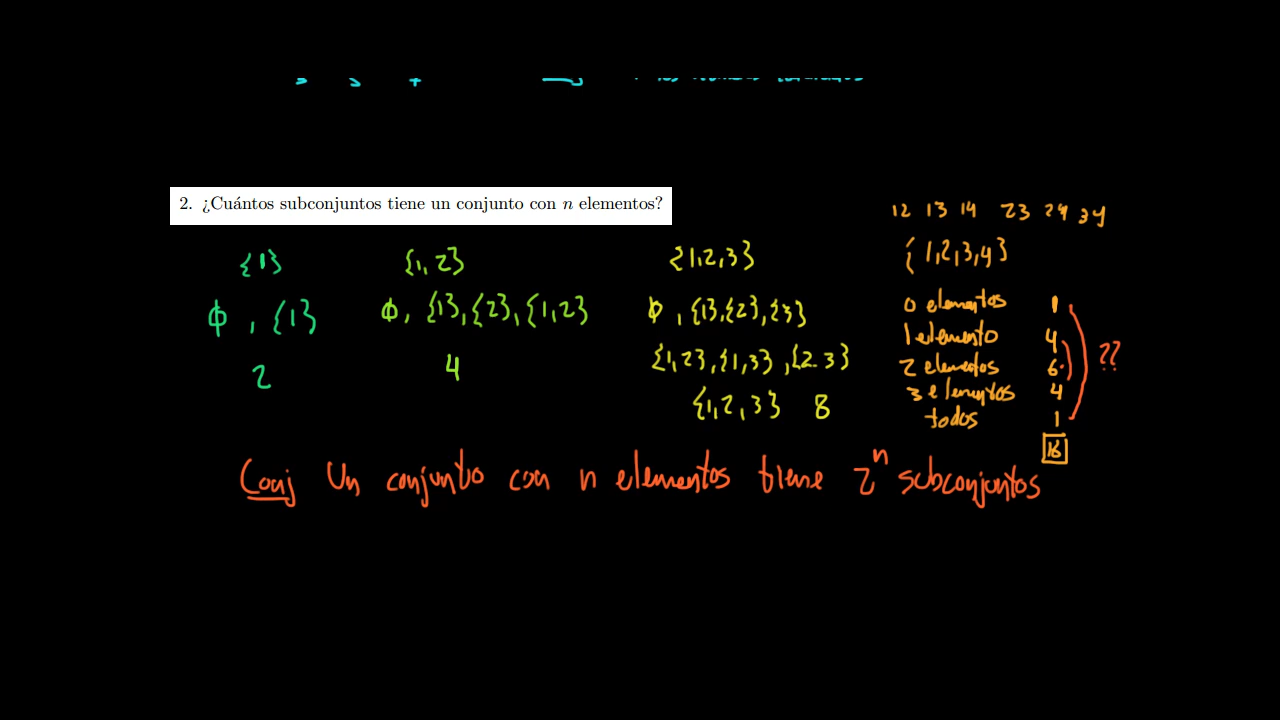 2. ¿Cuántos subconjuntos tiene un conjunto con n elementos?
12 13 14 23 24 34
{1} {1,2} {1,2,3} {1,2,3,4}
∅, {1} ∅, {1},{2},{1,2} ∅, {1},{2},{3} 0 elementos 1
{1,2},{1,3},{2,3} 1 elemento 4 ??
2 4 2 elementos 6
{1,2,3} 8 3 elementos 4
todos 1
16
Conj Un conjunto con n elementos tiene 2^n subconjuntos